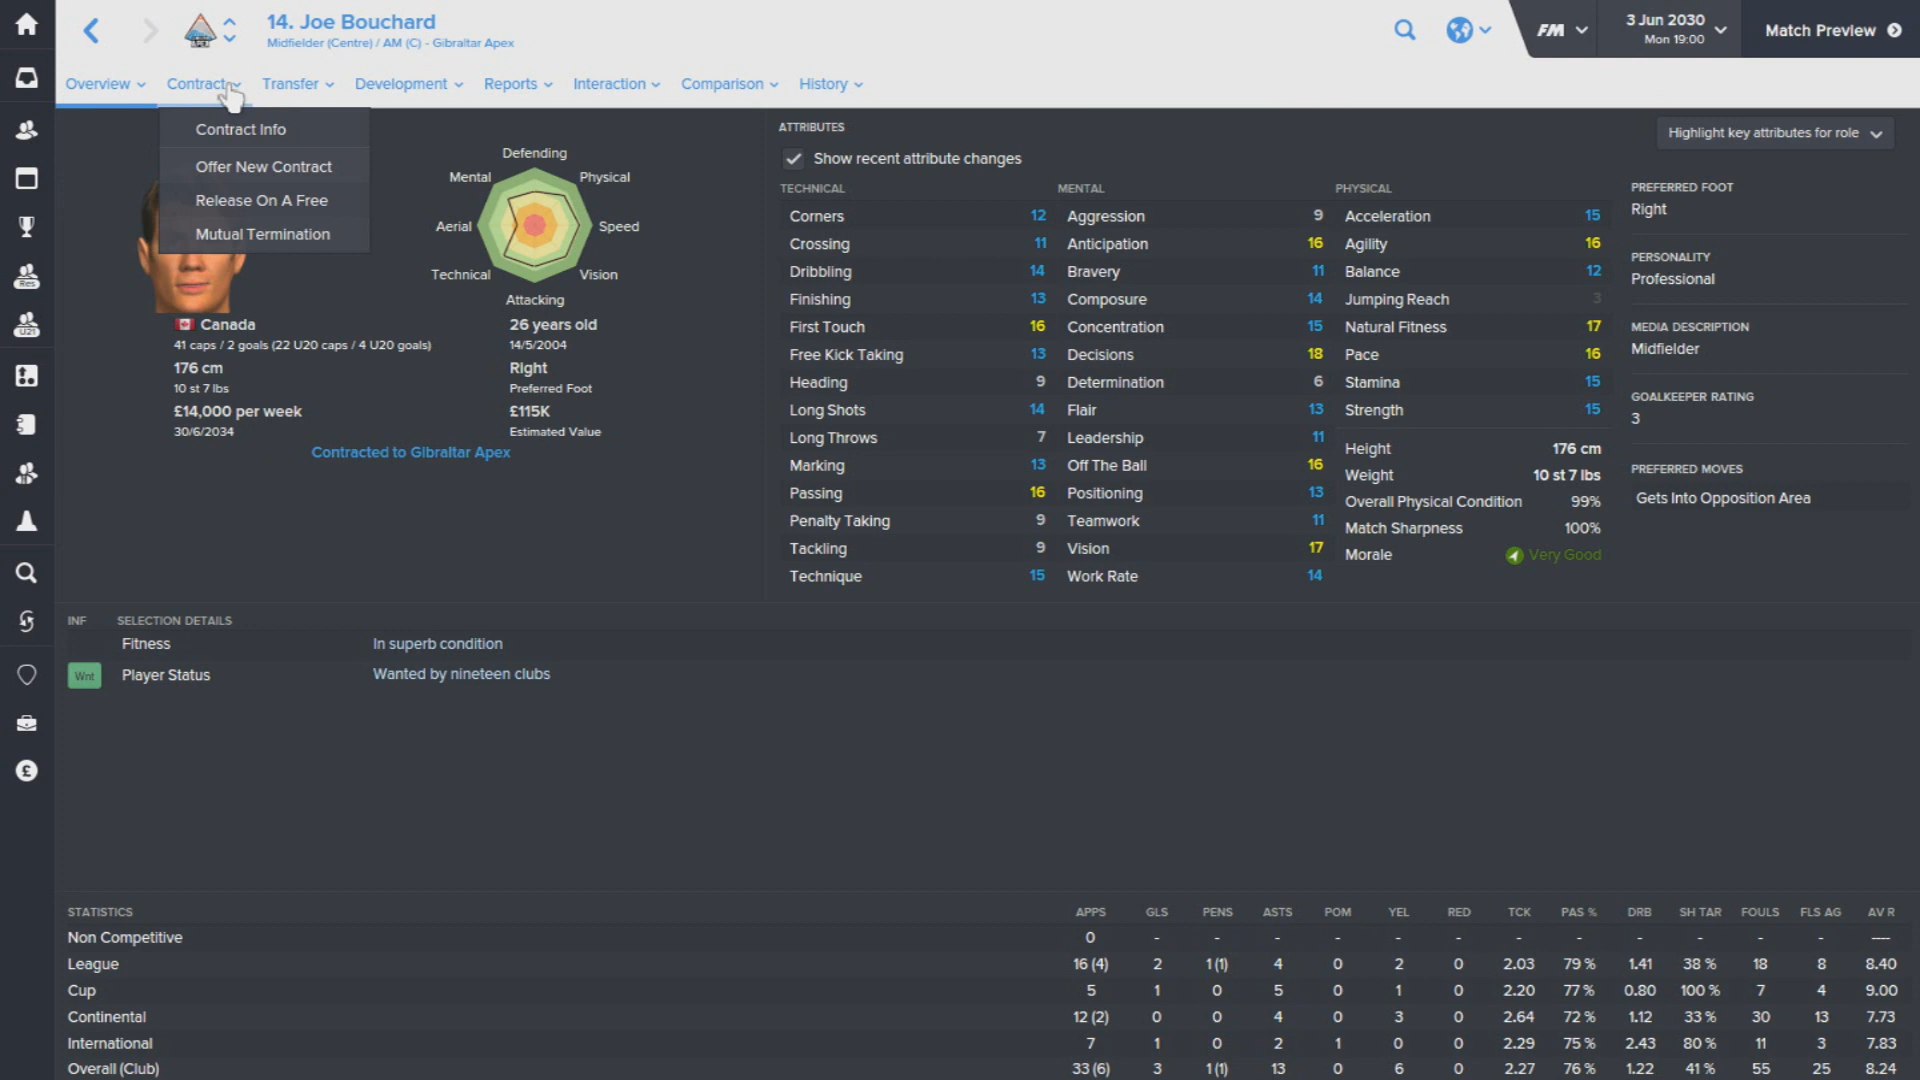 14. Joe Bouchard
Midfielder (Centre) / AM (C) - Gibraltar Apex
FM
3 Jun 2030
Mon 19:00
Match Preview
Overview
Contract
Transfer
Development
Reports
Interaction
Comparison
History
Contract Info
Offer New Contract
Release On A Free
Mutual Termination
Defending
Mental
Physical
Aerial
Speed
Technical
Vision
Attacking
Canada
41 caps / 2 goals (22 U20 caps / 4 U20 goals)
26 years old
14/5/2004
176 cm
10 st 7 lbs
Right
Preferred Foot
£14,000 per week
30/6/2034
£115K
Estimated Value
Contracted to Gibraltar Apex
ATTRIBUTES
Highlight key attributes for role
Show recent attribute changes
TECHNICAL MENTAL PHYSICAL
Corners 12 Aggression 9 Acceleration 15
Crossing 11 Anticipation 16 Agility 16
Dribbling 14 Bravery 11 Balance 12
Finishing 13 Composure 14 Jumping Reach 3
First Touch 16 Concentration 15 Natural Fitness 17
Free Kick Taking 13 Decisions 18 Pace 16
Heading 9 Determination 6 Stamina 15
Long Shots 14 Flair 13 Strength 15
Long Throws 7 Leadership 11 Height 176 cm
Marking 13 Off The Ball 16 Weight 10 st 7 lbs
Passing 16 Positioning 13 Overall Physical Condition 99%
Penalty Taking 9 Teamwork 11 Match Sharpness 100%
Tackling 9 Vision 17 Morale Very Good
Technique 15 Work Rate 14
PREFERRED FOOT
Right
PERSONALITY
Professional
MEDIA DESCRIPTION
Midfielder
GOALKEEPER RATING
3
PREFERRED MOVES
Gets Into Opposition Area
Res
U21
INF SELECTION DETAILS
Fitness In superb condition
Wnt Player Status Wanted by nineteen clubs
STATISTICS APPS GLS PENS ASTS POM YEL RED TCK PAS % DRB SH TAR FOULS FLS AG AV R
Non Competitive 0 - - - - - - - - - - - - ---
League 16 (4) 2 1 (1) 4 0 2 0 2.03 79 % 1.41 38 % 18 8 8.40
Cup 5 1 0 5 0 1 0 2.20 77 % 0.80 100 % 7 4 9.00
Continental 12 (2) 0 0 4 0 3 0 2.64 72 % 1.12 33 % 30 13 7.73
International 7 1 0 2 1 0 0 2.29 75 % 2.43 80 % 11 3 7.83
Overall (Club) 33 (6) 3 1 (1) 13 0 6 0 2.27 76 % 1.22 41 % 55 25 8.24